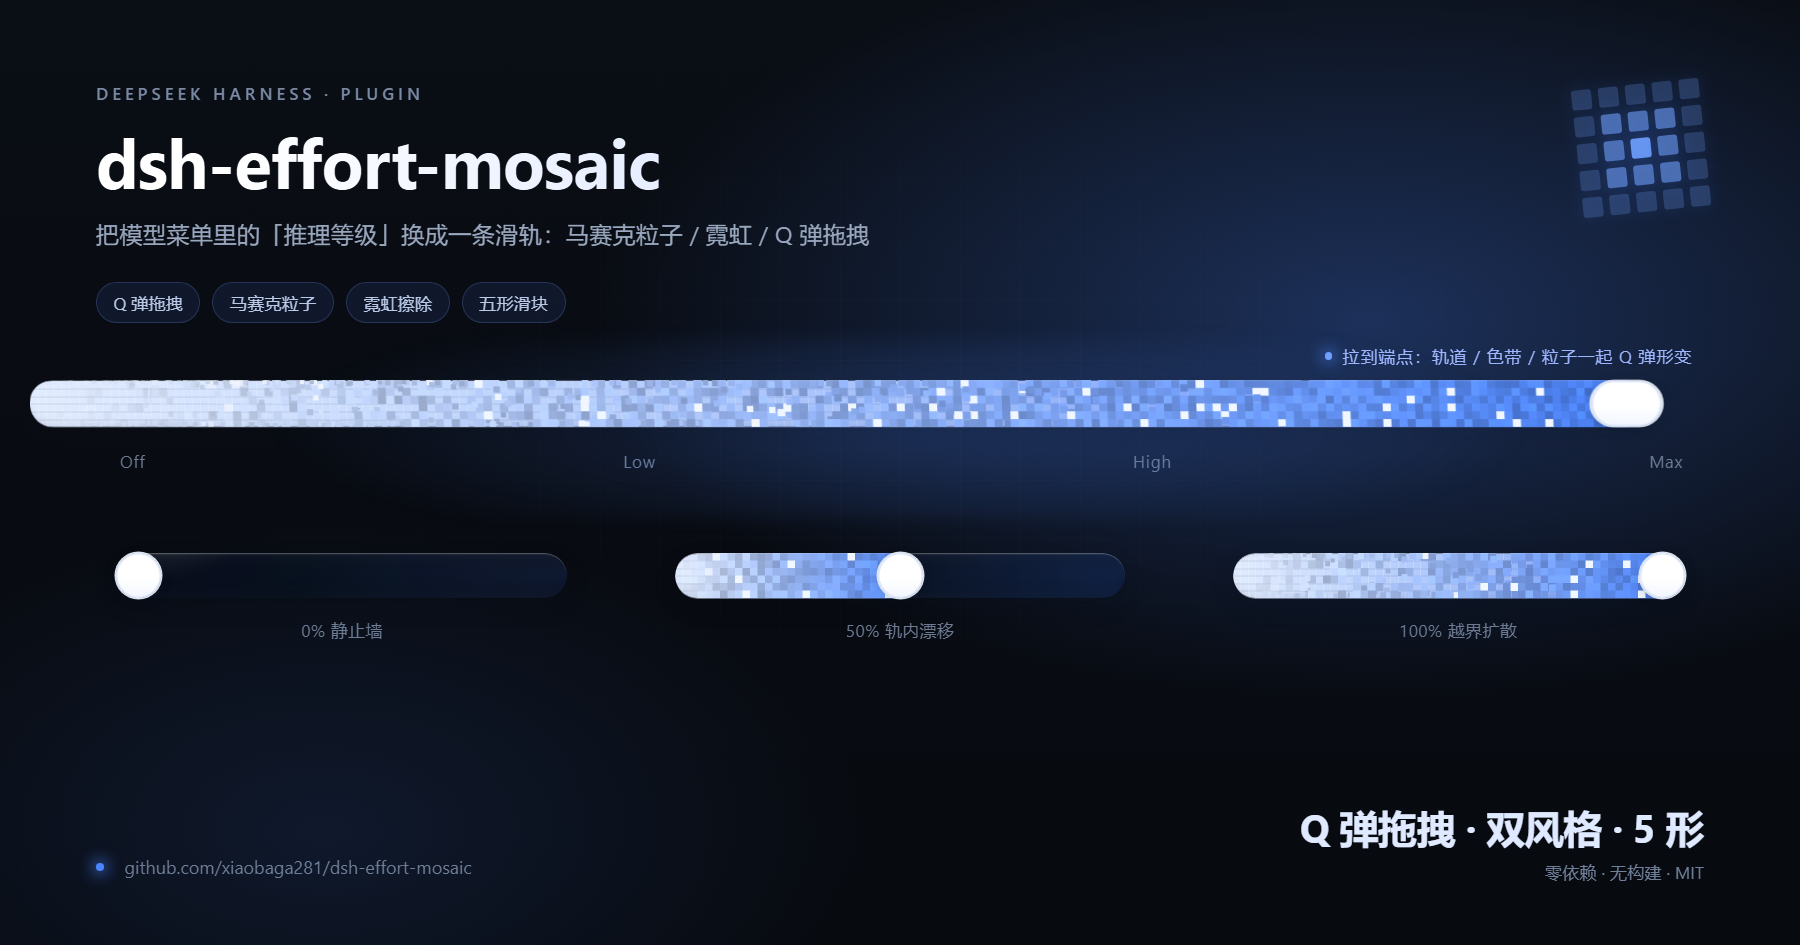 DEEPSEEK HARNESS · PLUGIN
dsh-effort-mosaic
把模型菜单里的「推理等级」换成一条滑轨：马赛克粒子 / 霓虹 / Q 弹拖拽
Q 弹拖拽
马赛克粒子
霓虹擦除
五形滑块
拉到端点：轨道 / 色带 / 粒子一起 Q 弹形变
Off
Low
High
Max
0% 静止墙
50% 轨内漂移
100% 越界扩散
Q 弹拖拽 · 双风格 · 5 形
github.com/xiaobaga281/dsh-effort-mosaic
零依赖 · 无构建 · MIT